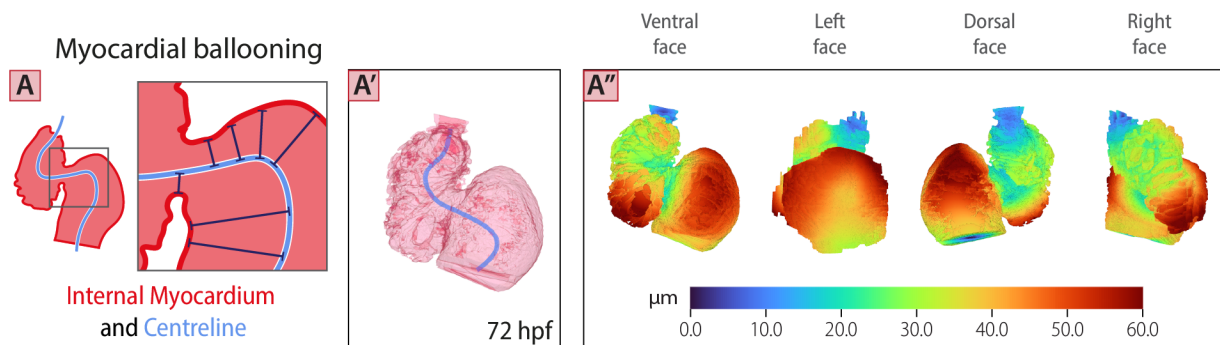 Myocardial ballooning
A
Internal Myocardium
and Centreline
A'
72 hpf
A"
Ventral
face
Left
face
Dorsal
face
Right
face
µm
0.0 10.0 20.0 30.0 40.0 50.0 60.0